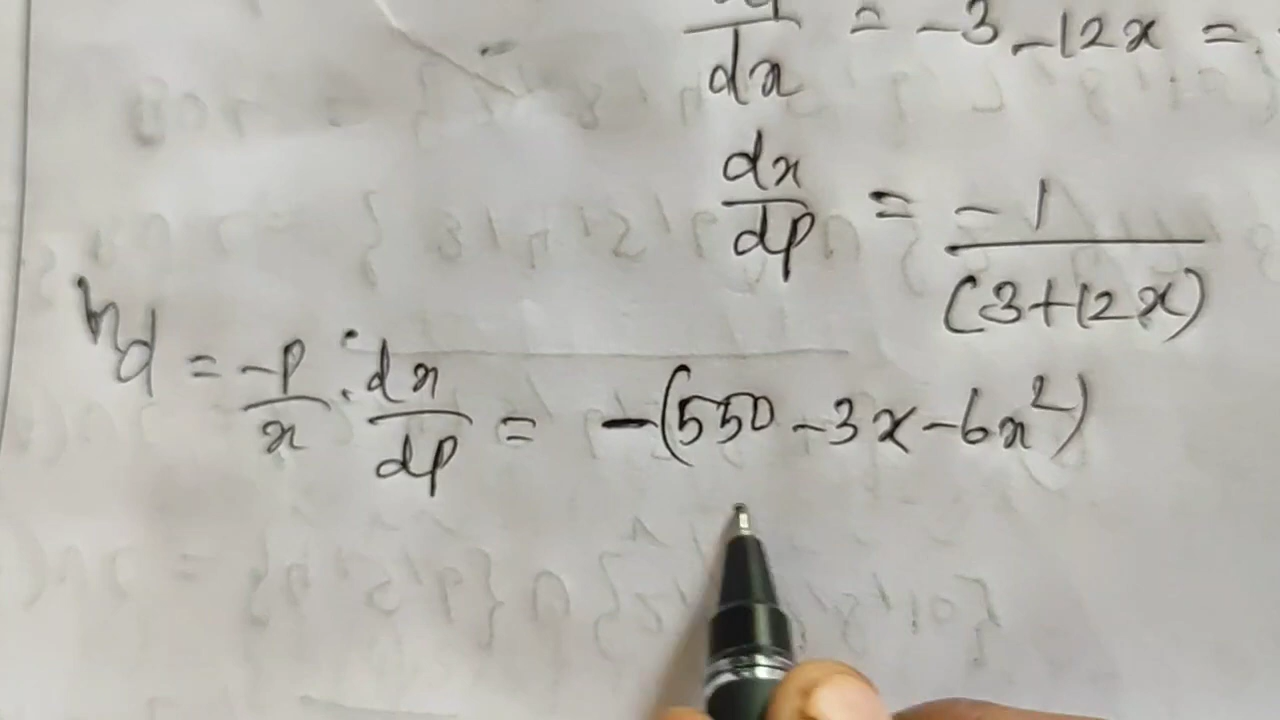 /dx = -3 - 12x =
dx/dp = -1/(3+12x)
ηd = -p/x · dx/dp = -(550 - 3x - 6x²)